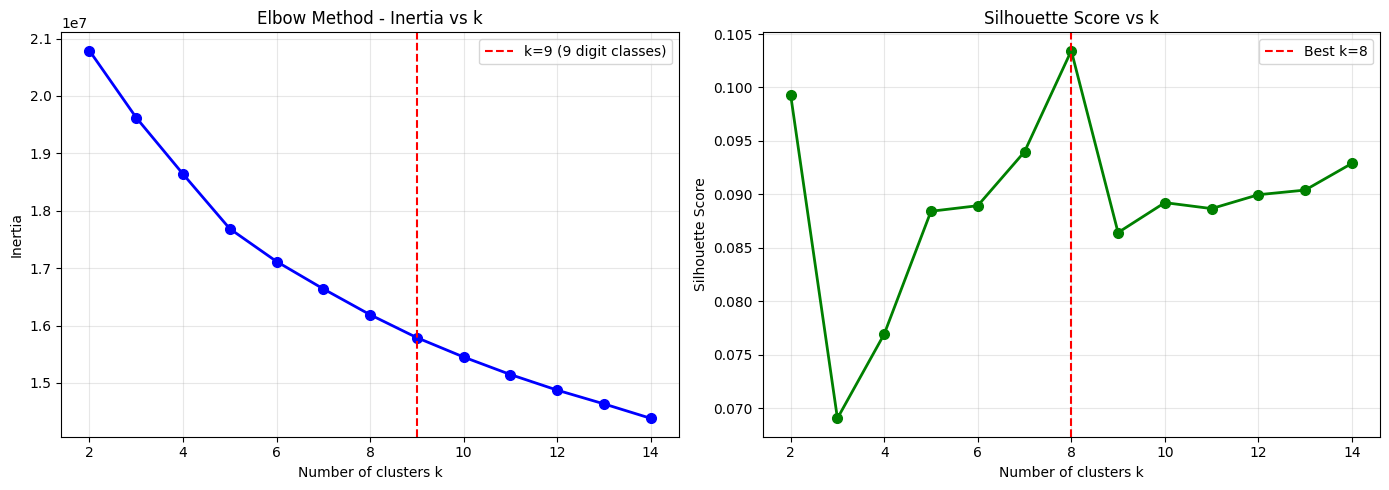 Elbow Method - Inertia vs k
1e7
k=9 (9 digit classes)
2.1
2.0
1.9
1.8
1.7
1.6
1.5
Inertia
2 4 6 8 10 12 14
Number of clusters k
Silhouette Score vs k
Best k=8
0.105
0.100
0.095
0.090
0.085
0.080
0.075
0.070
Silhouette Score
2 4 6 8 10 12 14
Number of clusters k